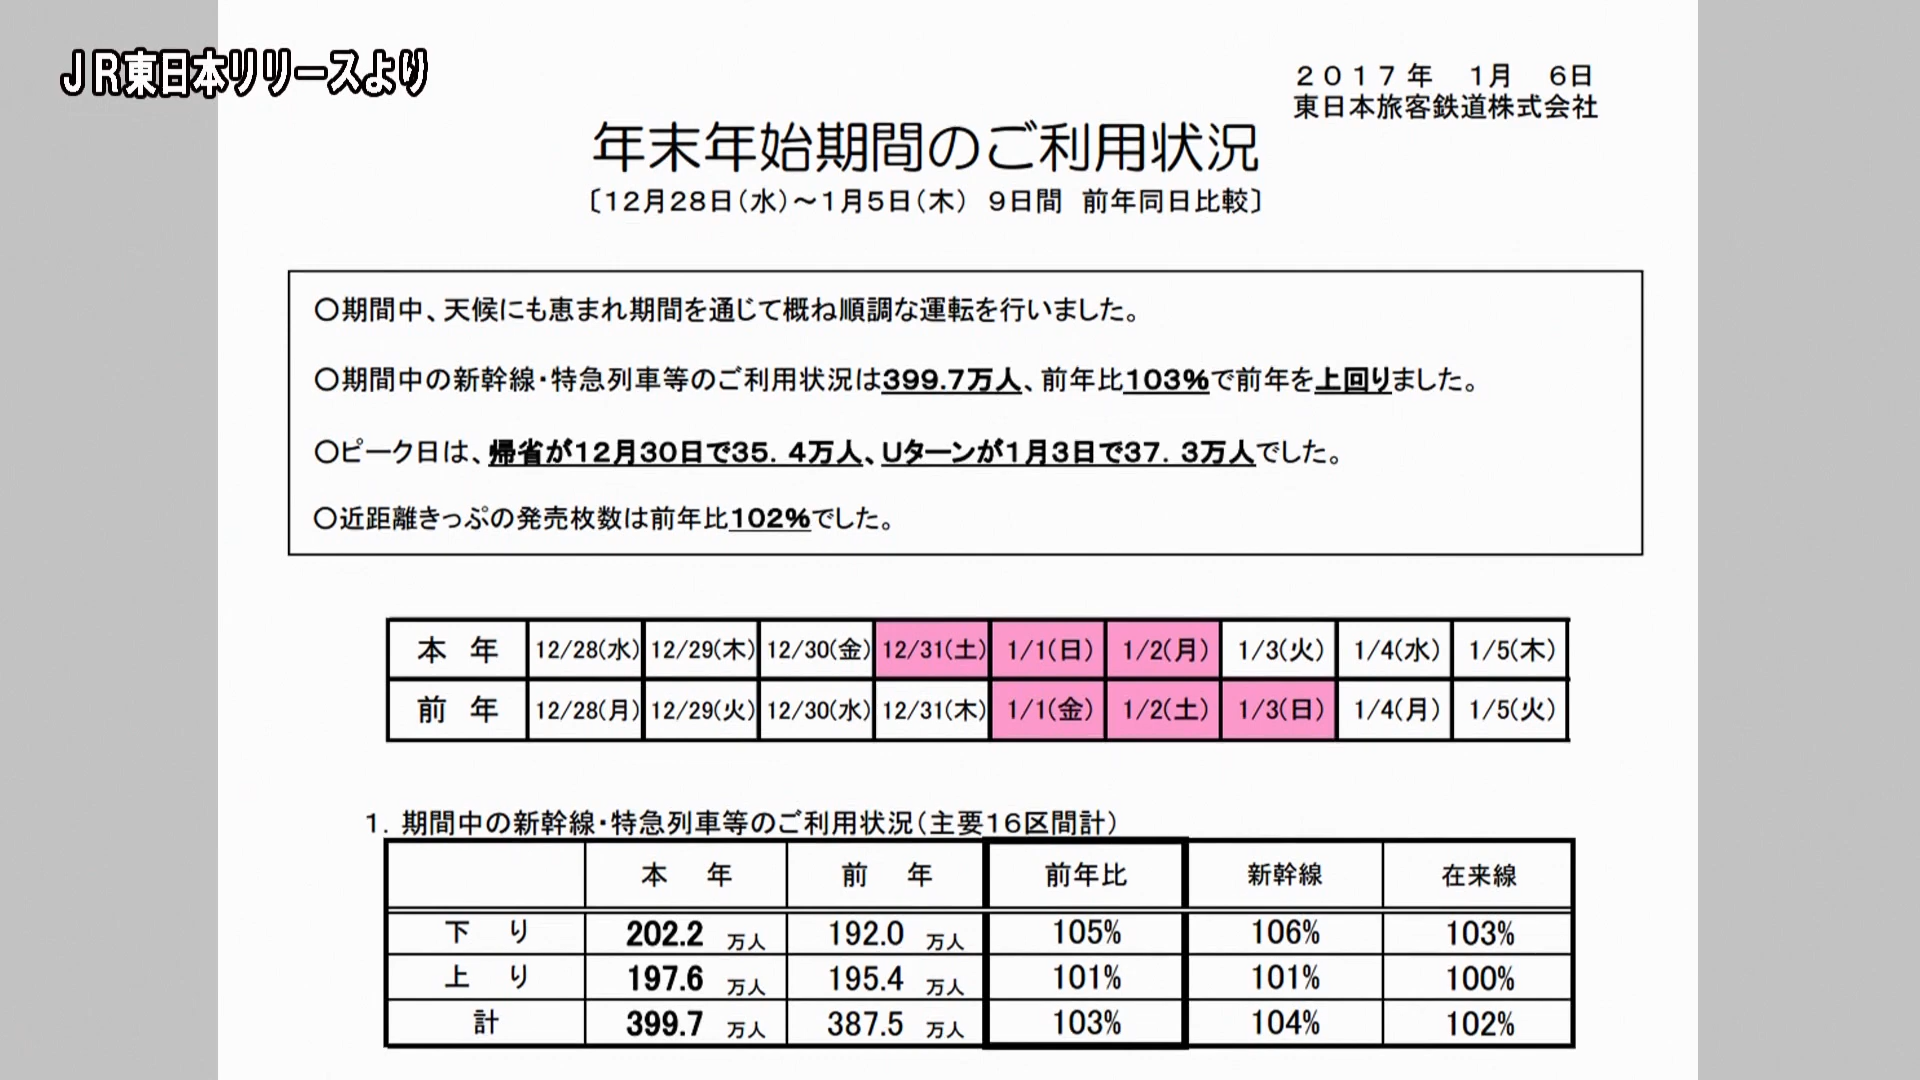 ＪＲ東日本リリースより
２０１７年　１月　６日
東日本旅客鉄道株式会社
年末年始期間のご利用状況
〔１２月２８日（水）～１月５日（木）　９日間　前年同日比較〕
○期間中、天候にも恵まれ期間を通じて概ね順調な運転を行いました。
○期間中の新幹線・特急列車等のご利用状況は399.7万人、前年比103%で前年を上回りました。
○ピーク日は、帰省が１２月３０日で３５．４万人、Ｕターンが１月３日で３７．３万人でした。
○近距離きっぷの発売枚数は前年比102%でした。
本　年 12/28(水) 12/29(木) 12/30(金) 12/31(土) 1/1(日) 1/2(月) 1/3(火) 1/4(水) 1/5(木)
前　年 12/28(月) 12/29(火) 12/30(水) 12/31(木) 1/1(金) 1/2(土) 1/3(日) 1/4(月) 1/5(火)
１．期間中の新幹線・特急列車等のご利用状況（主要１６区間計）
本　年 前　年 前年比 新幹線 在来線
下　り 202.2 万人 192.0 万人 105% 106% 103%
上　り 197.6 万人 195.4 万人 101% 101% 100%
計 399.7 万人 387.5 万人 103% 104% 102%